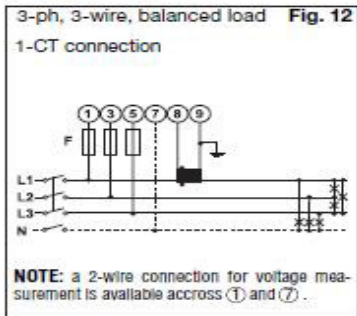 3-ph, 3-wire, balanced load Fig. 12
1-CT connection
1 3 5 7 8 9
F
L1
L2
L3
N
NOTE: a 2-wire connection for voltage mea-
surement is available accross 1 and 7 .